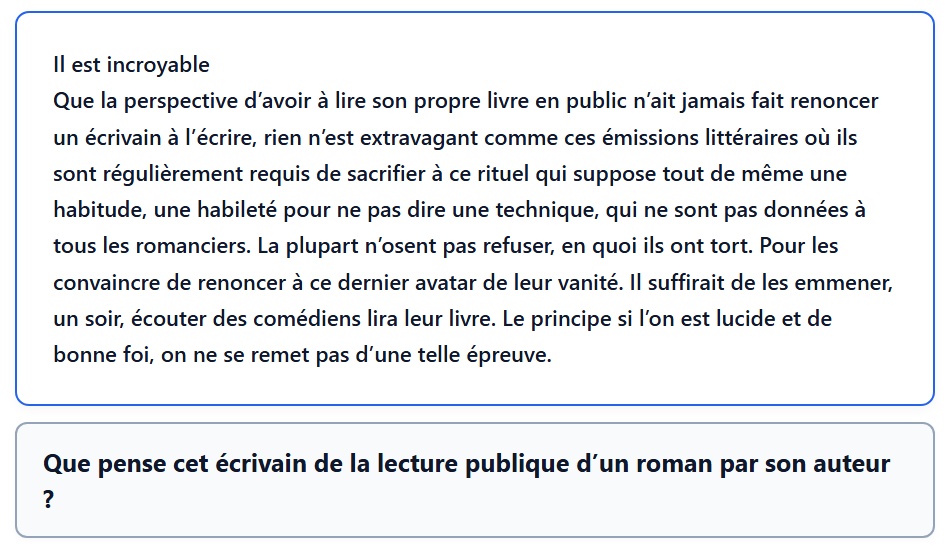 Il est incroyable
Que la perspective d’avoir à lire son propre livre en public n’ait jamais fait renoncer
un écrivain à l’écrire, rien n’est extravagant comme ces émissions littéraires où ils
sont régulièrement requis de sacrifier à ce rituel qui suppose tout de même une
habitude, une habileté pour ne pas dire une technique, qui ne sont pas données à
tous les romanciers. La plupart n’osent pas refuser, en quoi ils ont tort. Pour les
convaincre de renoncer à ce dernier avatar de leur vanité. Il suffirait de les emmener,
un soir, écouter des comédiens lira leur livre. Le principe si l’on est lucide et de
bonne foi, on ne se remet pas d’une telle épreuve.
Que pense cet écrivain de la lecture publique d’un roman par son auteur
?